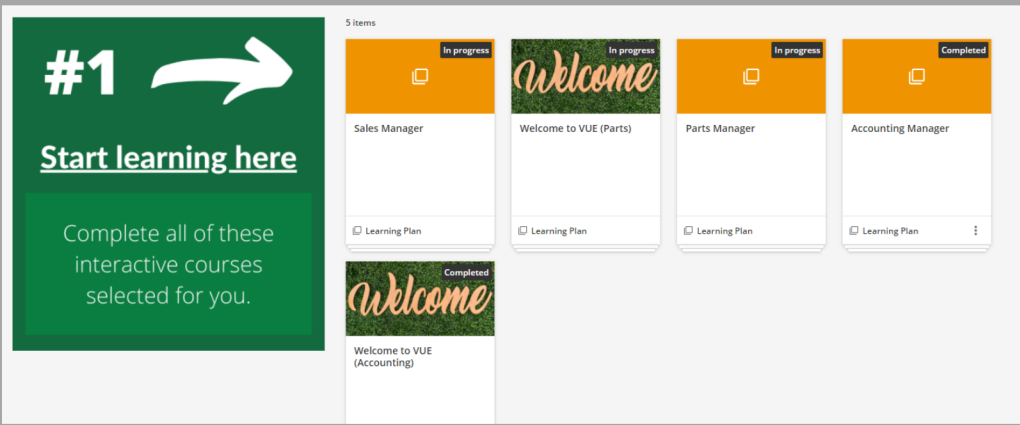 #1
Start learning here
Complete all of these
interactive courses
selected for you.
5 items
In progress
Sales Manager
Learning Plan
In progress
Welcome
Welcome to VUE (Parts)
Learning Plan
In progress
Parts Manager
Learning Plan
Completed
Accounting Manager
Learning Plan
Completed
Welcome
Welcome to VUE
(Accounting)